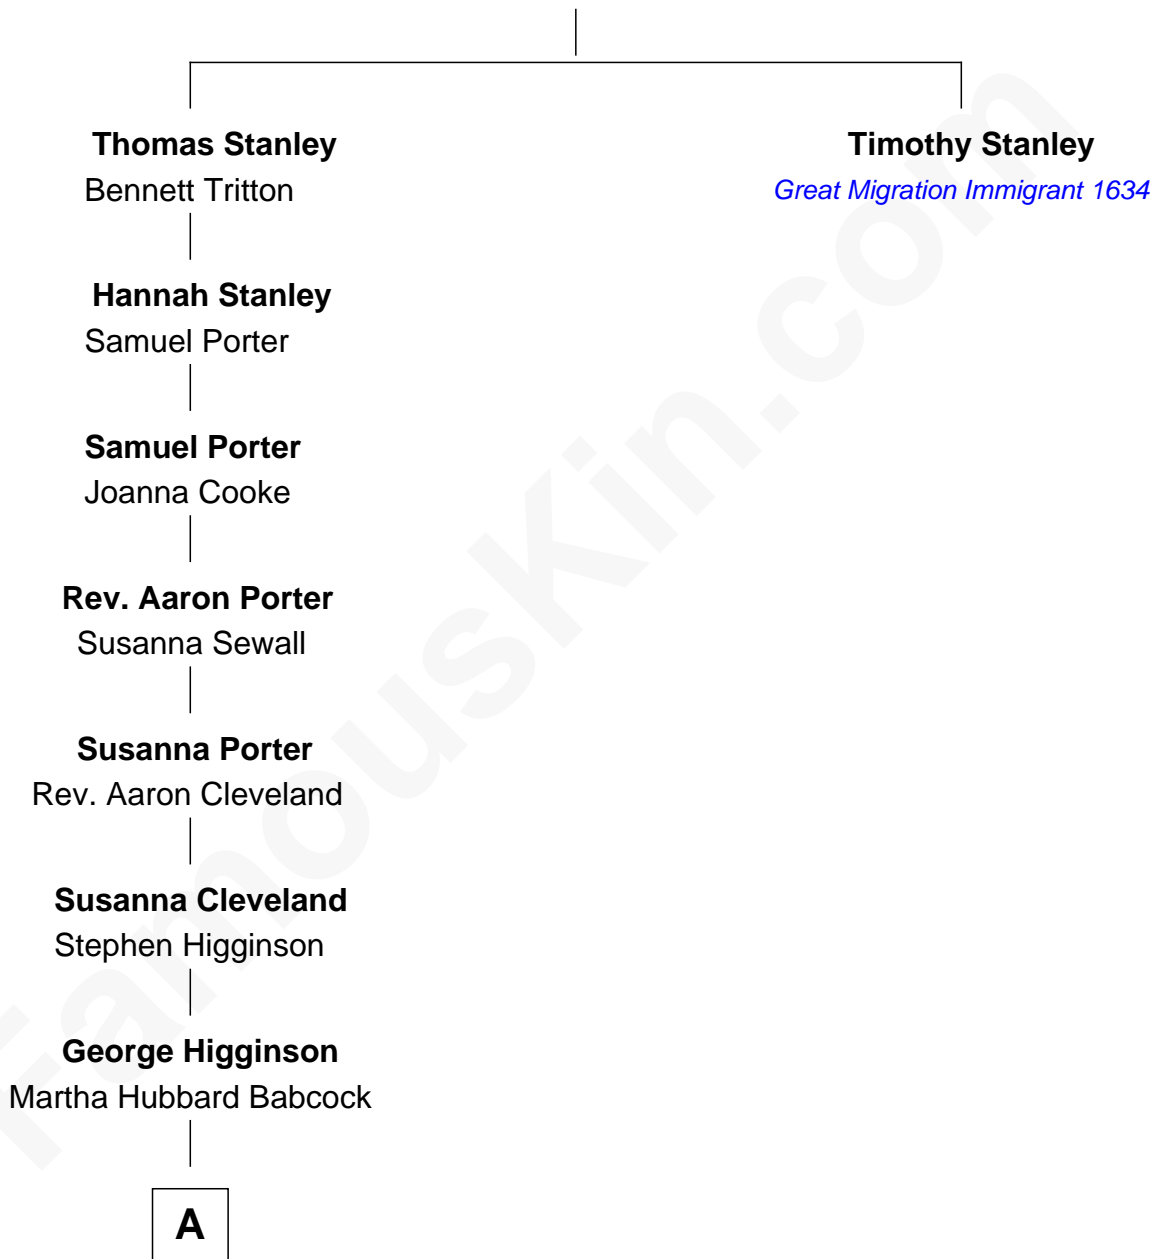 Thomas Stanley
Bennett Tritton
Timothy Stanley
Great Migration Immigrant 1634
Hannah Stanley
Samuel Porter
Samuel Porter
Joanna Cooke
Rev. Aaron Porter
Susanna Sewall
Susanna Porter
Rev. Aaron Cleveland
Susanna Cleveland
Stephen Higginson
George Higginson
Martha Hubbard Babcock
A
FamousKin.com